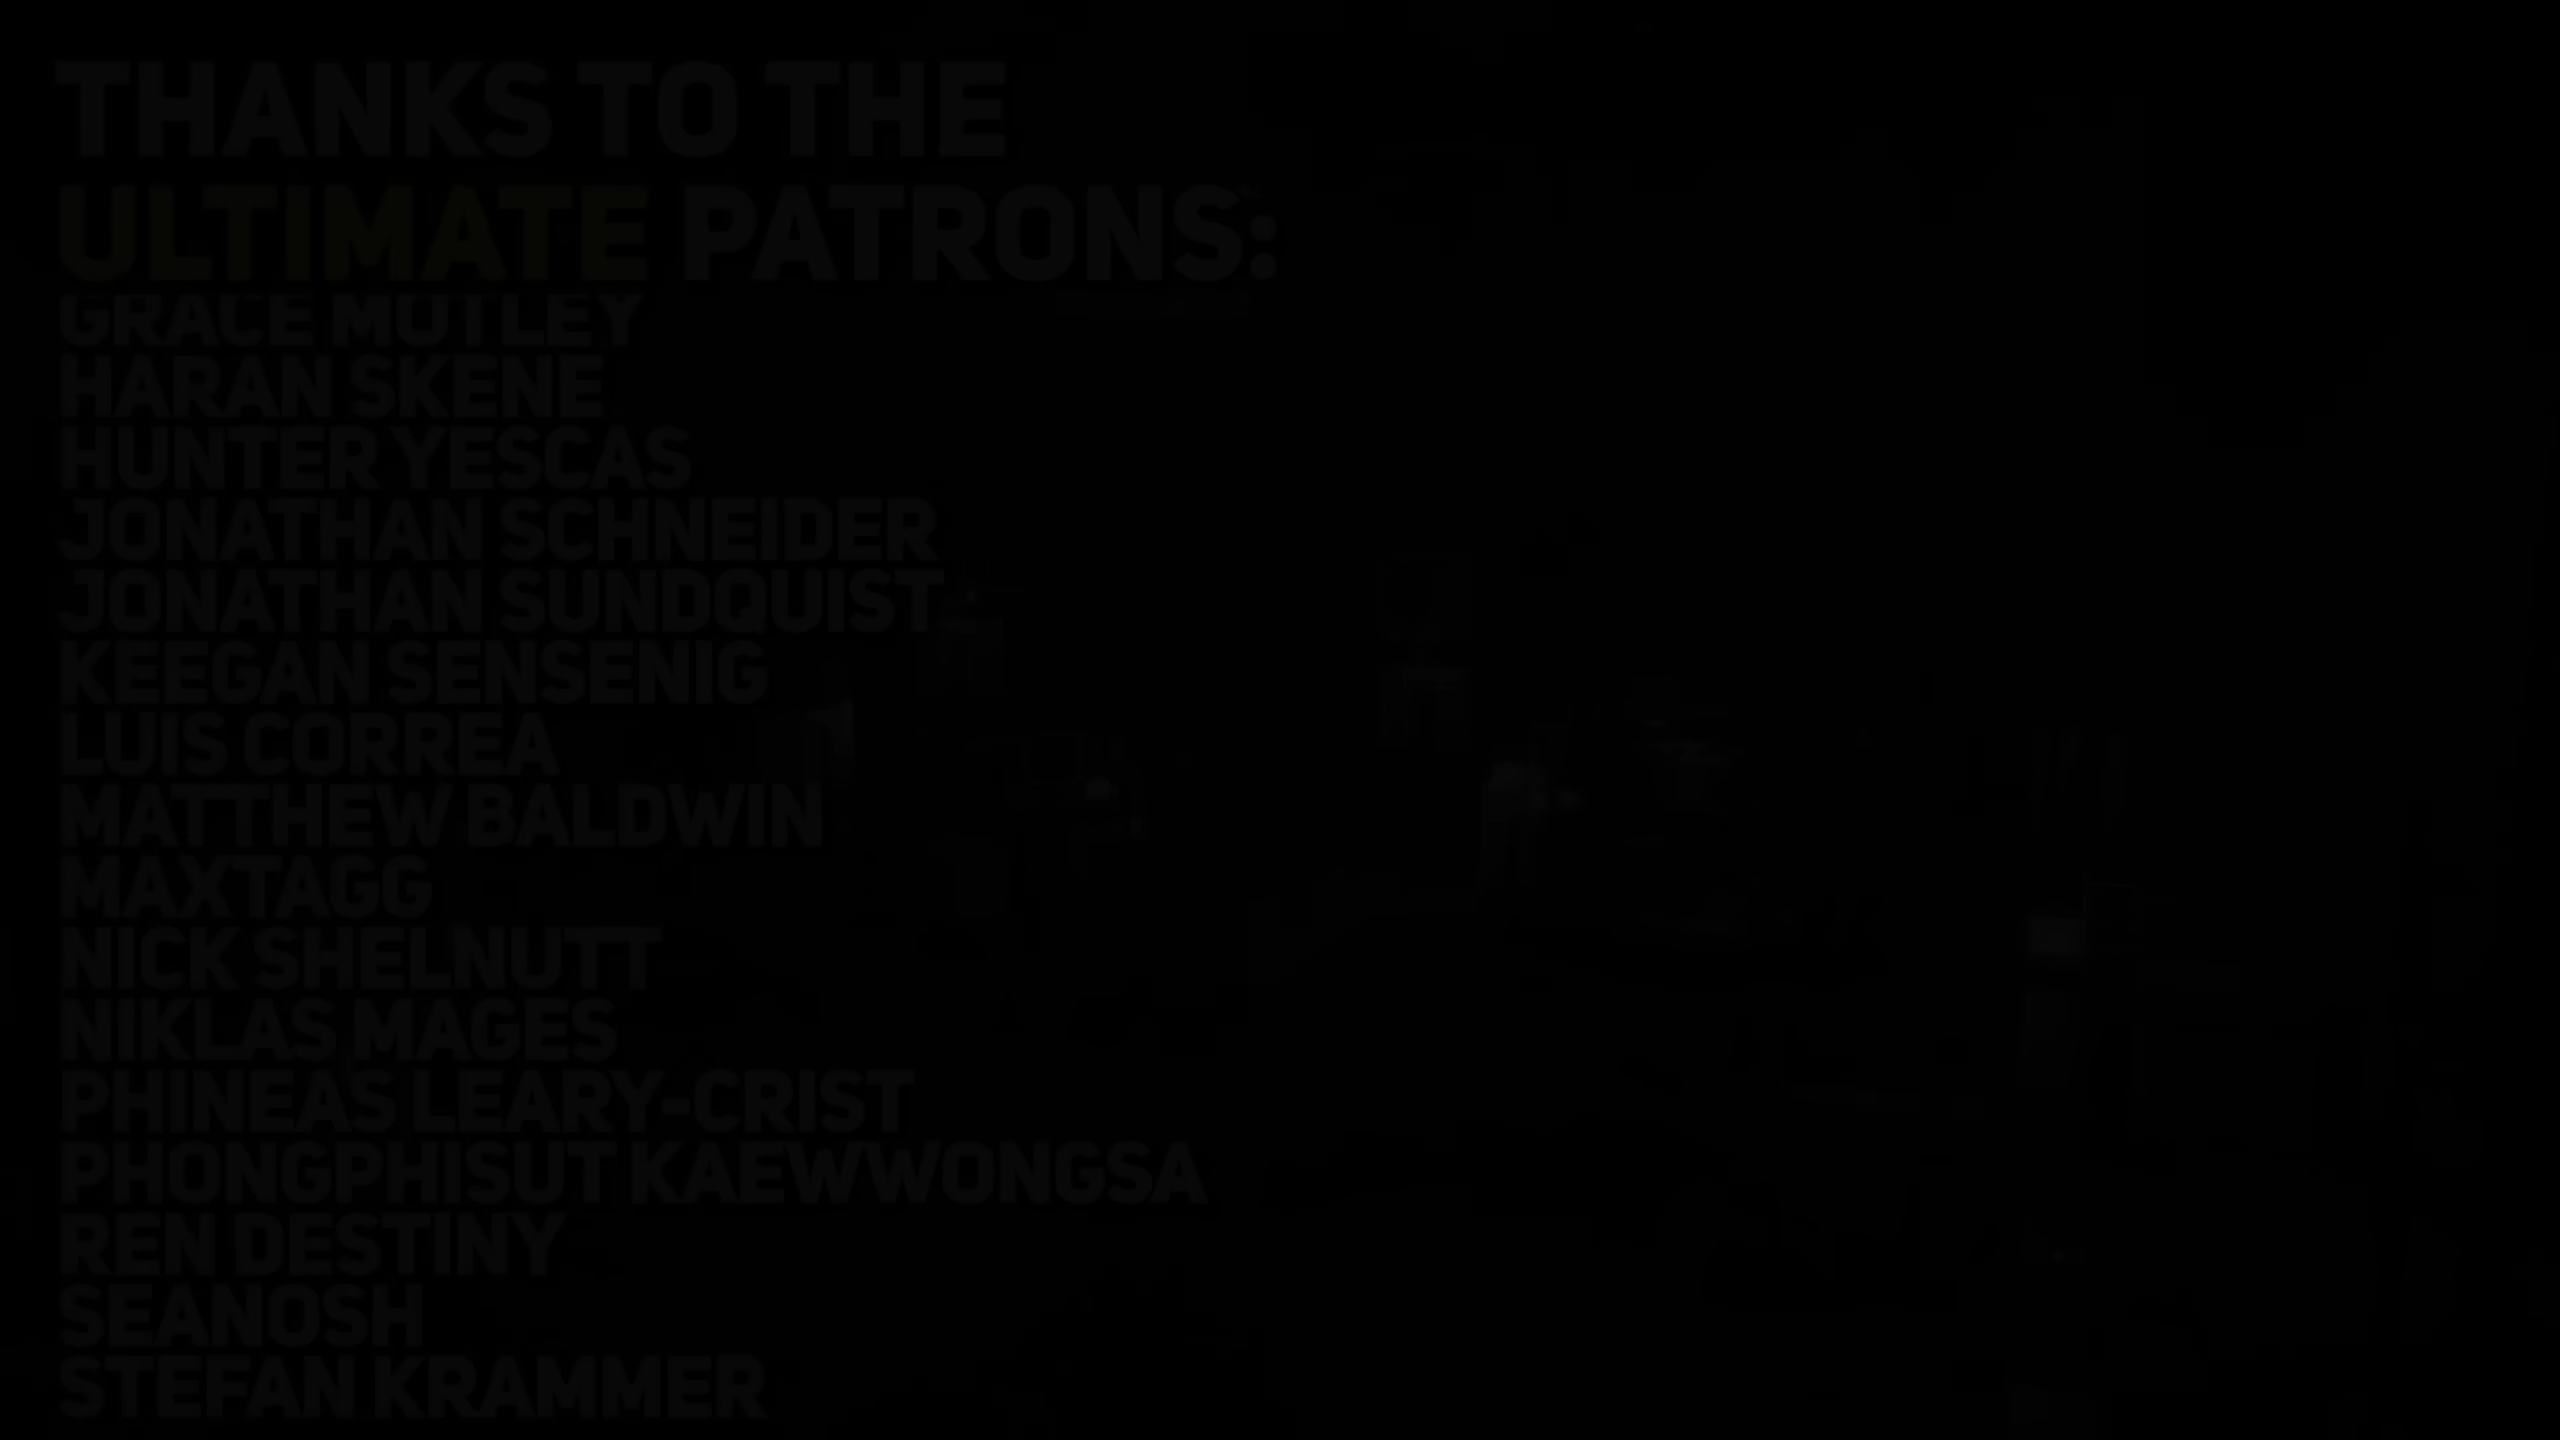 THANKS TO THE
ULTIMATE PATRONS:
GRACE MOTLEY
HARAN SKENE
HUNTER YESCAS
JONATHAN SCHNEIDER
JONATHAN SUNDQUIST
KEEGAN SENSENIG
LUIS CORREA
MATTHEW BALDWIN
MAXTAGG
NICK SHELNUTT
NIKLAS MAGES
PHINEAS LEARY-CRIST
PHONGPHISUT KAEWWONGSA
REN DESTINY
SEANOSH
STEFAN KRAMMER